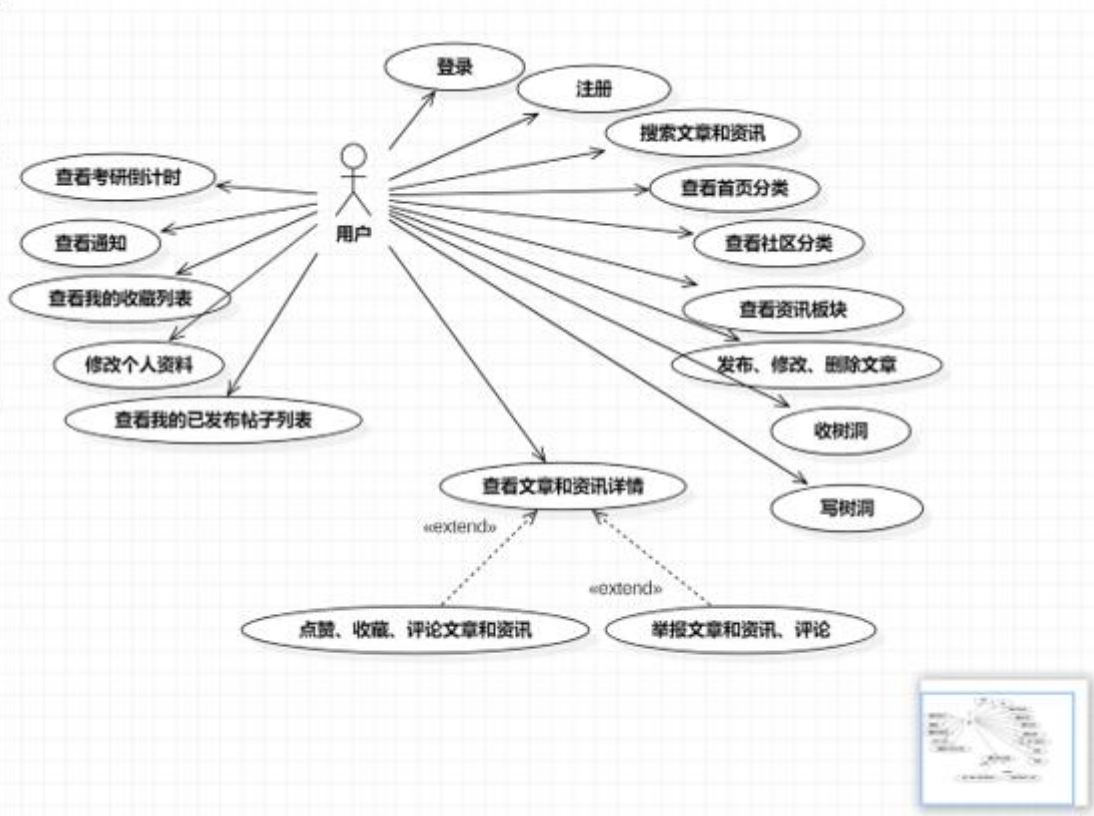 登录
注册
搜索文章和资讯
查看考研倒计时
查看首页分类
用户
查看通知
查看社区分类
查看我的收藏列表
查看资讯板块
修改个人资料
发布、修改、删除文章
查看我的已发布帖子列表
收树洞
查看文章和资讯详情
写树洞
«extend»
«extend»
点赞、收藏、评论文章和资讯
举报文章和资讯、评论